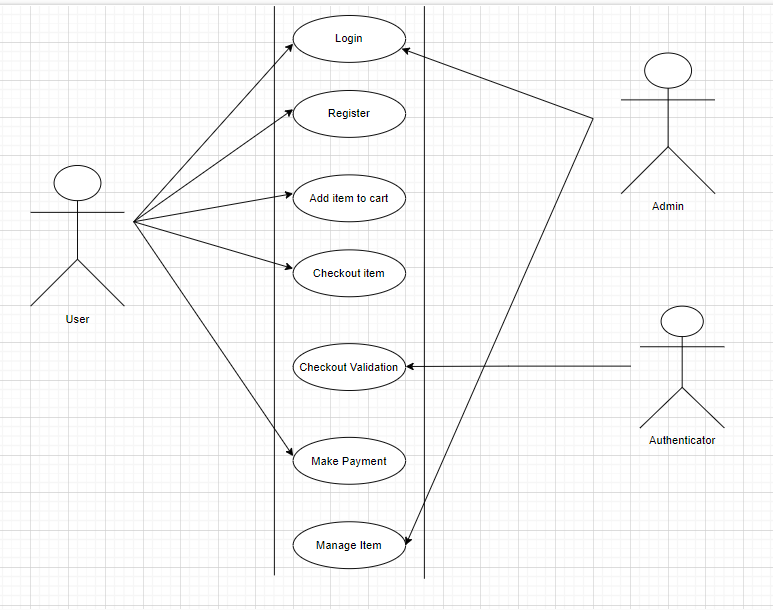 Login
Register
Add item to cart
Checkout item
Checkout Validation
Make Payment
Manage Item
User
Admin
Authenticator